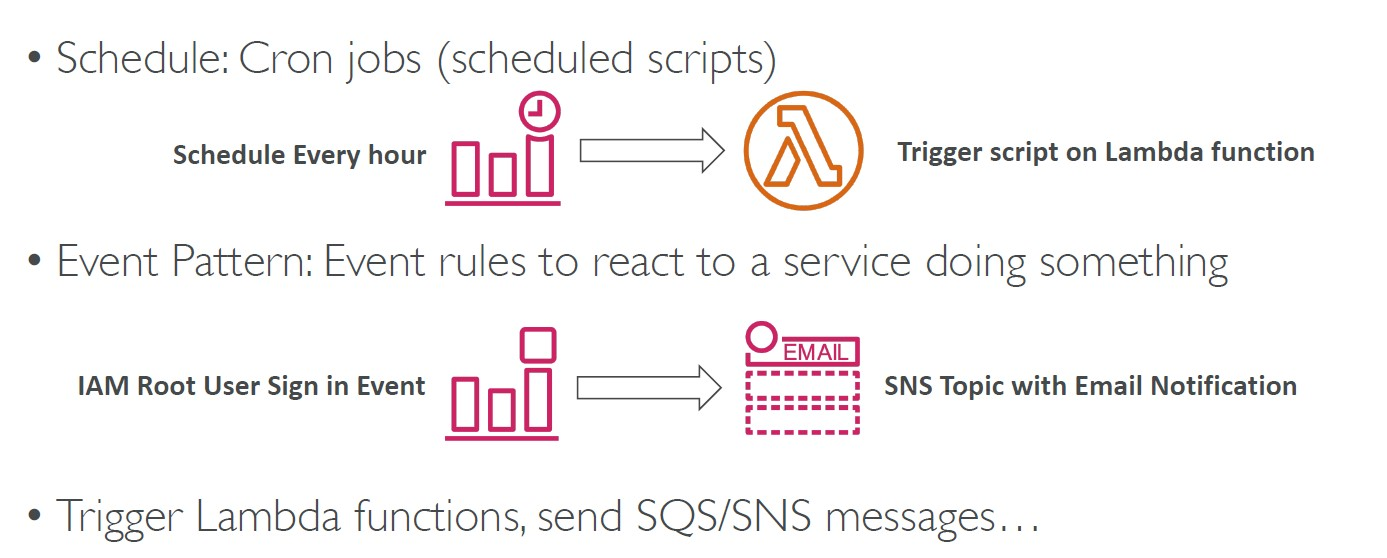 • Schedule: Cron jobs (scheduled scripts)
Schedule Every hour
Trigger script on Lambda function
• Event Pattern: Event rules to react to a service doing something
IAM Root User Sign in Event
EMAIL
SNS Topic with Email Notification
• Trigger Lambda functions, send SQS/SNS messages…